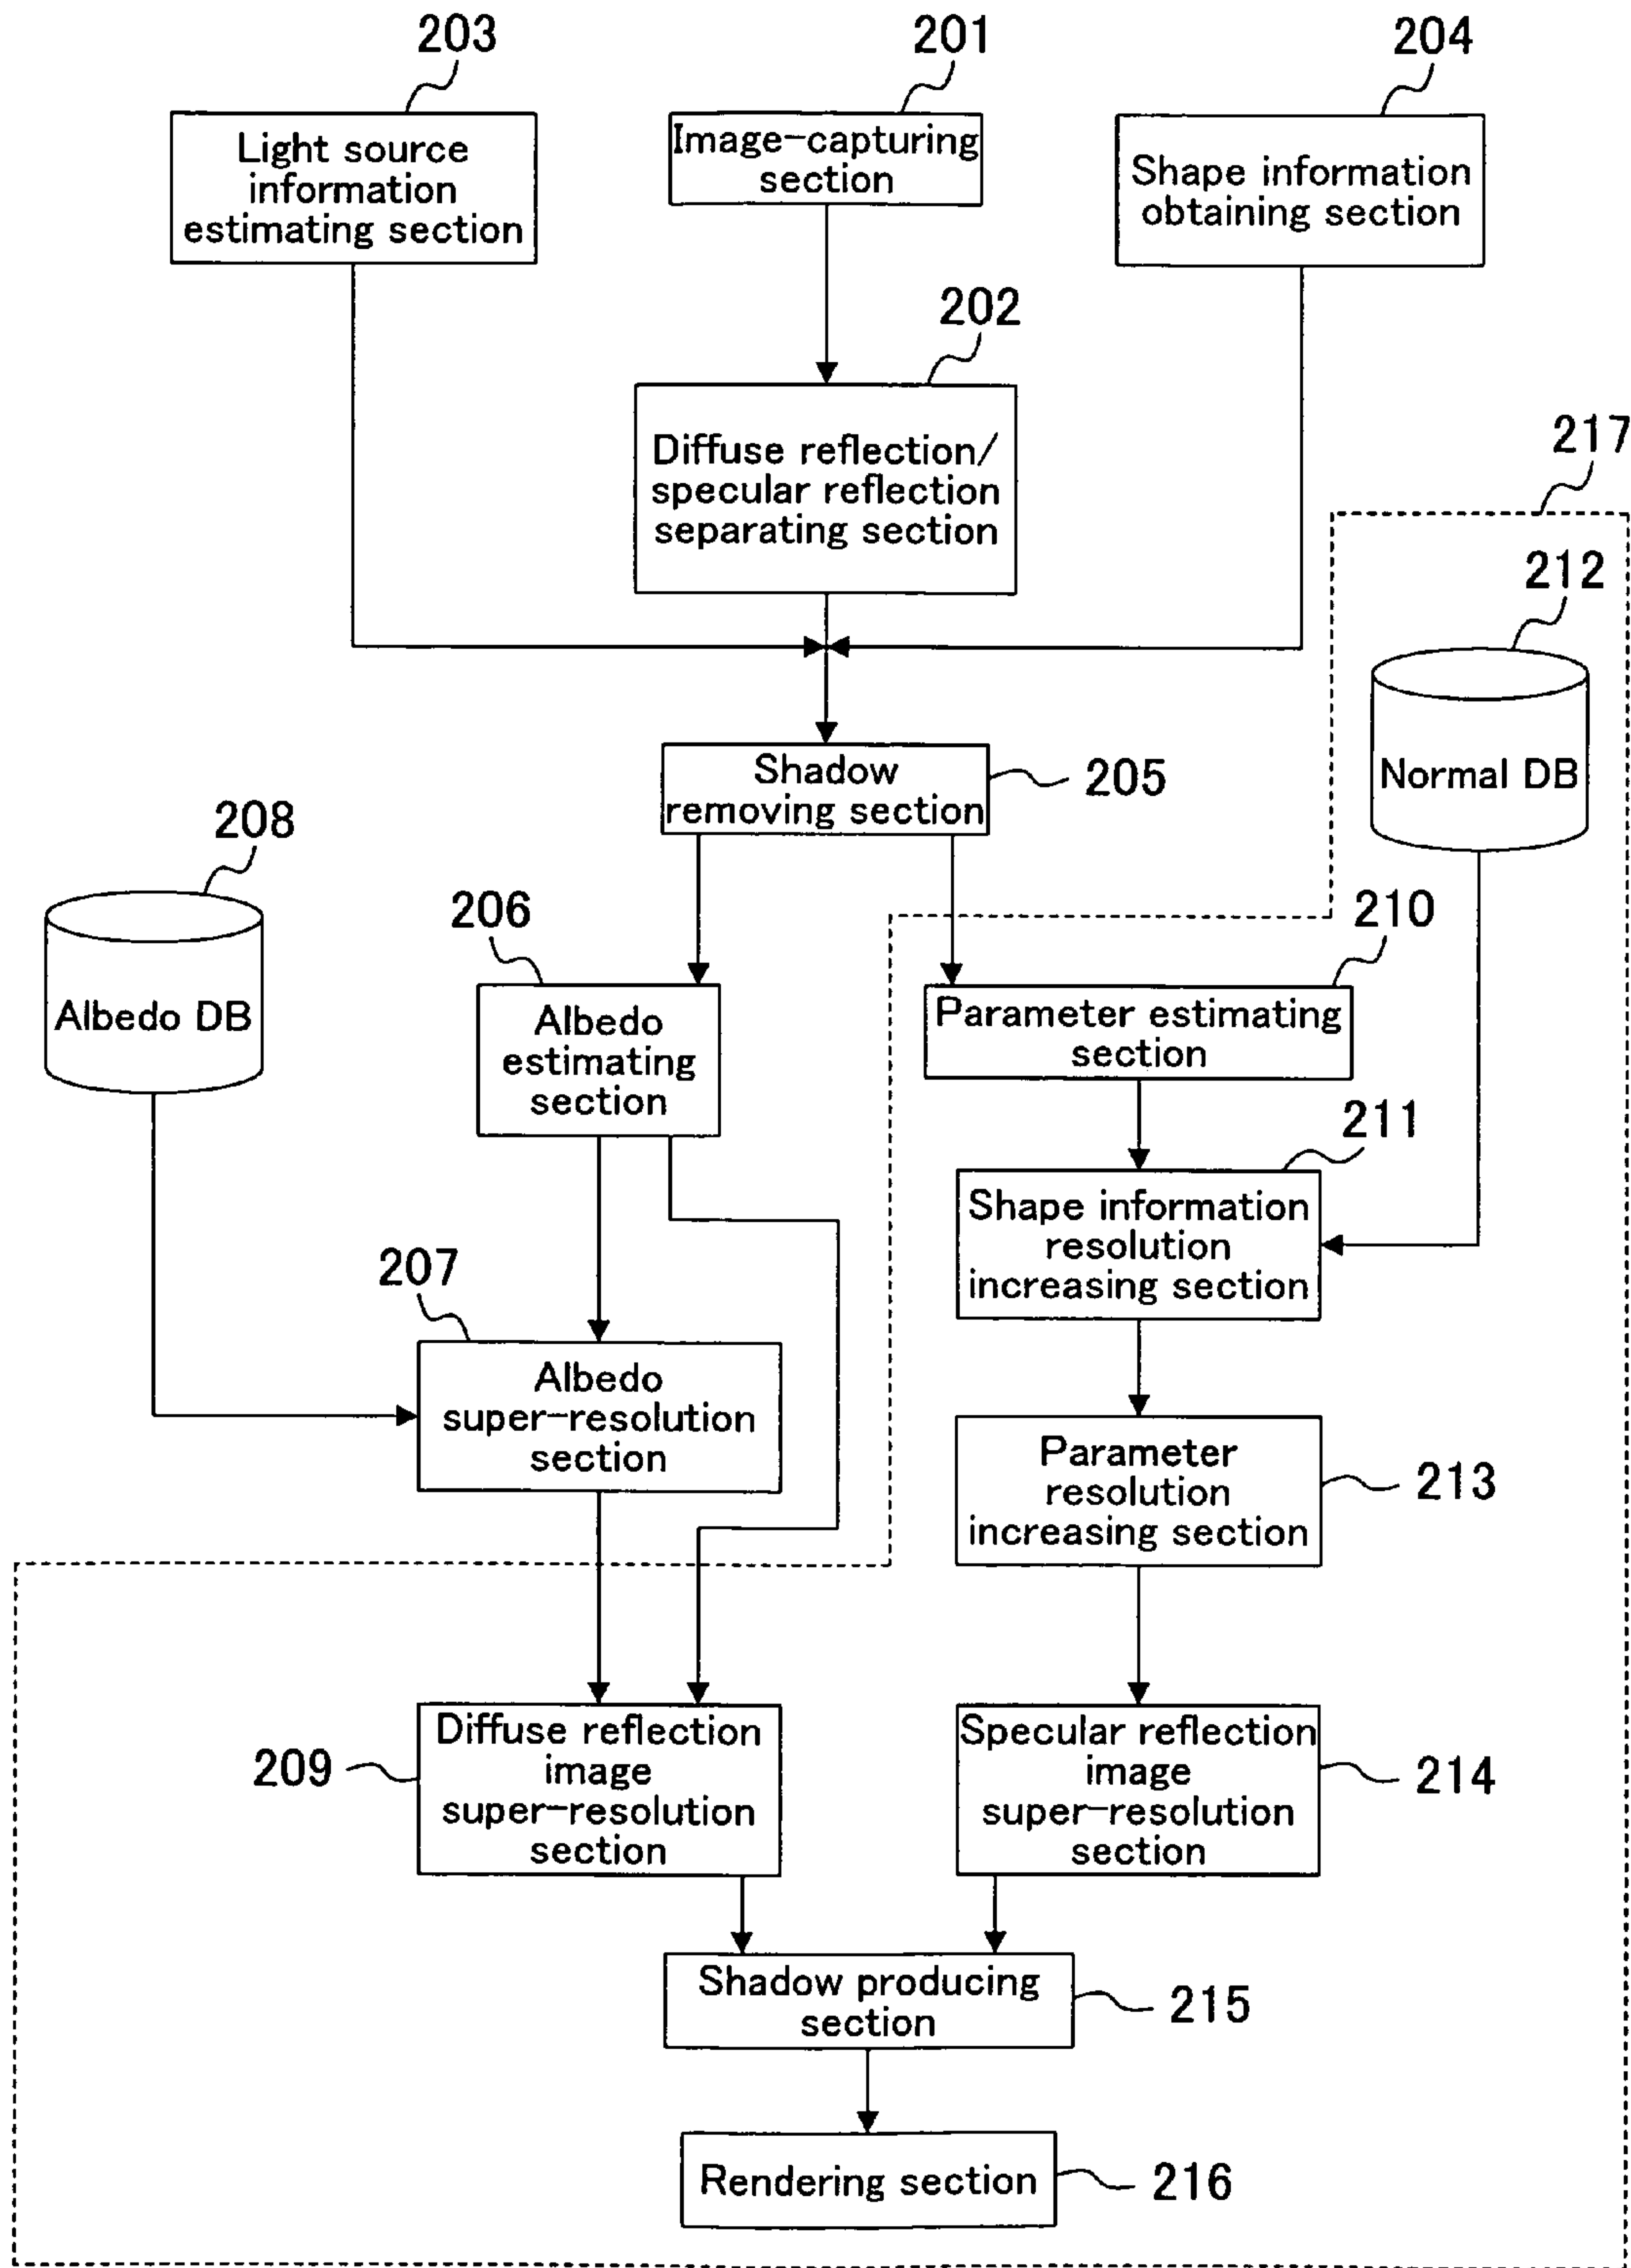 203
201
204
Light source
information
estimating section
Image-capturing
section
Shape information
obtaining section
202
Diffuse reflection/
specular reflection
separating section
217
212
Normal DB
Shadow
removing section
205
208
Albedo DB
206
Albedo
estimating
section
210
Parameter estimating
section
211
Shape information
resolution
increasing section
207
Albedo
super-resolution
section
Parameter
resolution
increasing section
213
209
Diffuse reflection
image
super-resolution
section
Specular reflection
image
super-resolution
section
214
Shadow producing
section
215
Rendering section
216